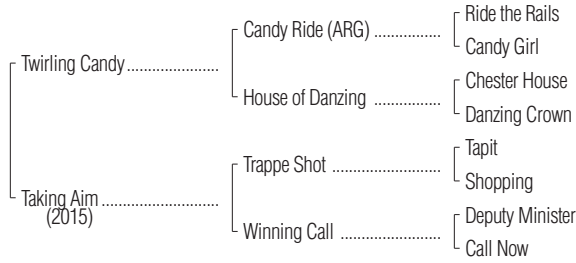 Ride the Rails
Candy Ride (ARG) ................
Candy Girl
Twirling Candy ......................
Chester House
House of Danzing ................
Danzing Crown
Tapit
Trappe Shot ..........................
Shopping
Taking Aim ............................
(2015)
Deputy Minister
Winning Call ........................
Call Now